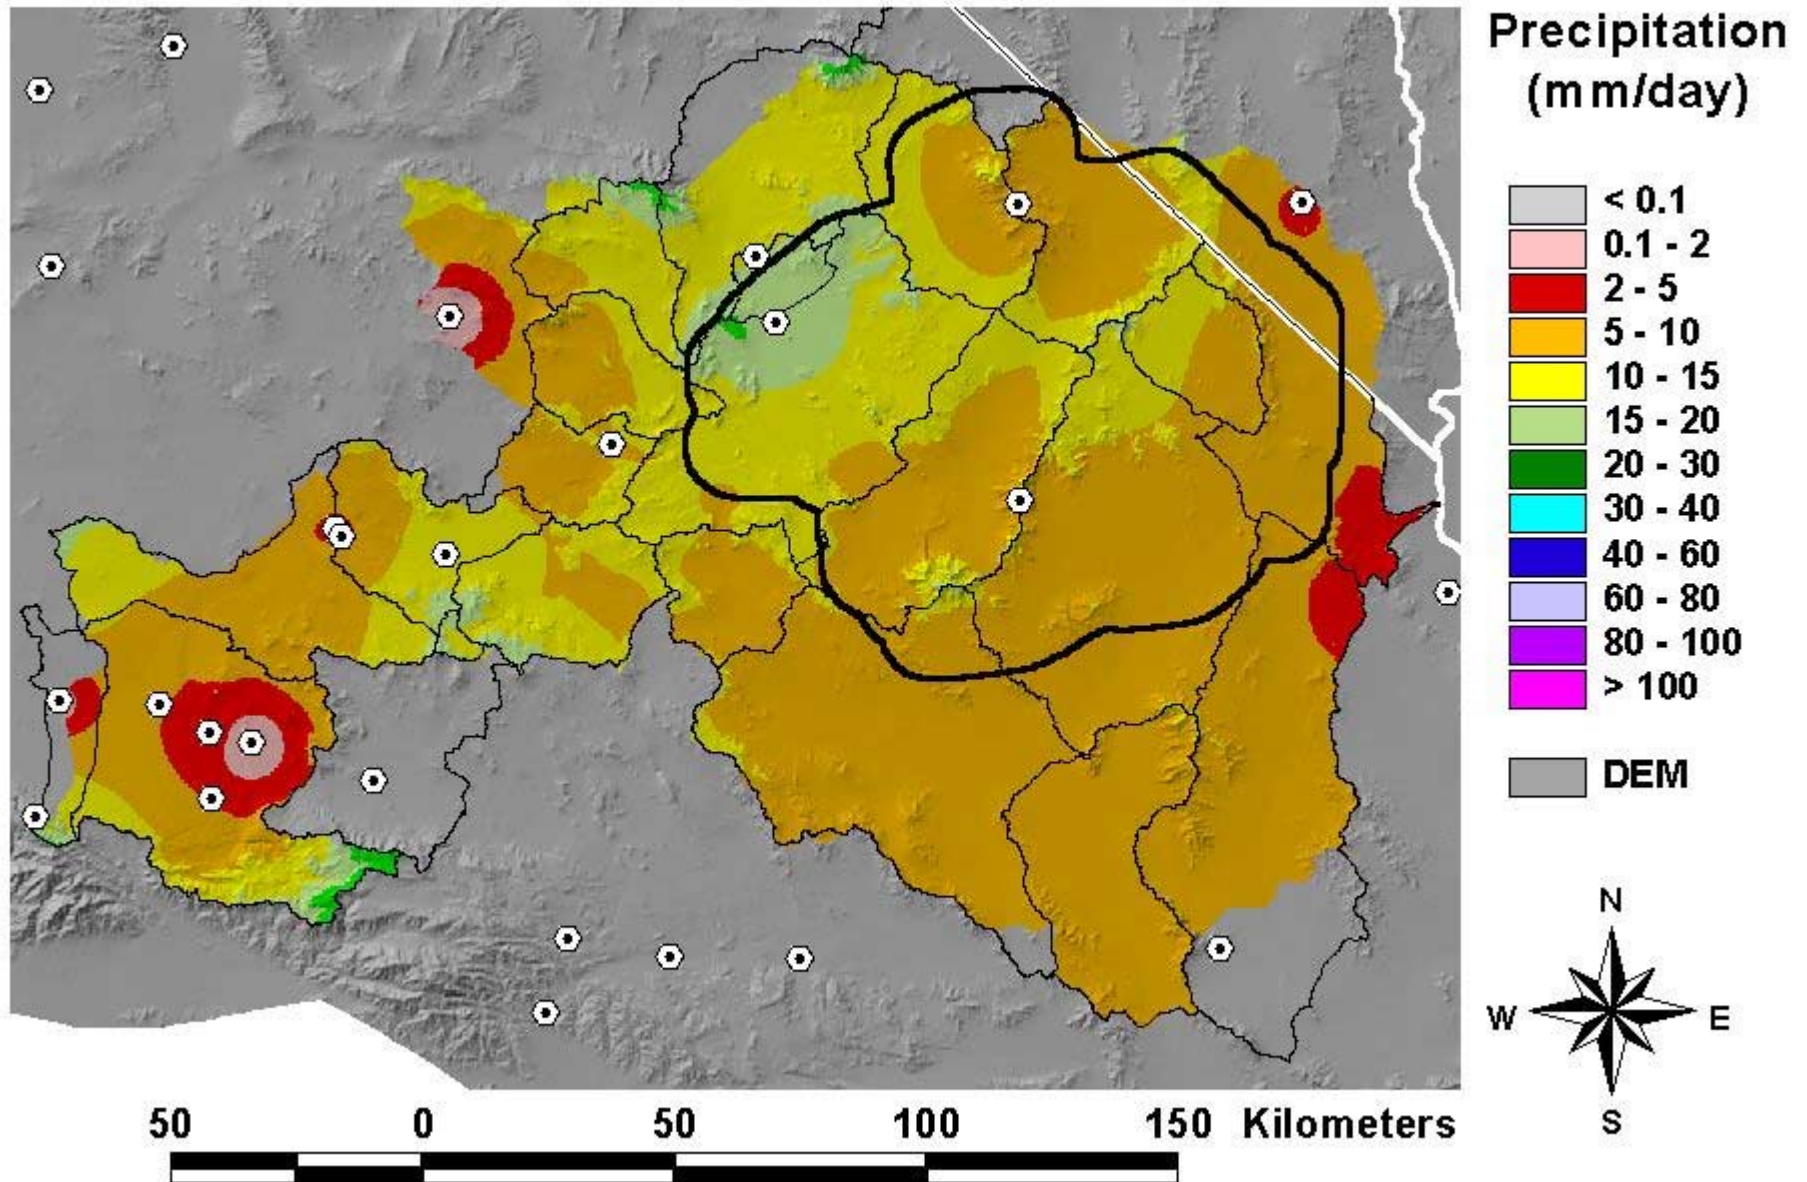 Precipitation
(mm/day)
< 0.1
0.1 - 2
2 - 5
5 - 10
10 - 15
15 - 20
20 - 30
30 - 40
40 - 60
60 - 80
80 - 100
> 100
DEM
N
W E
S
50 0 50 100 150 Kilometers